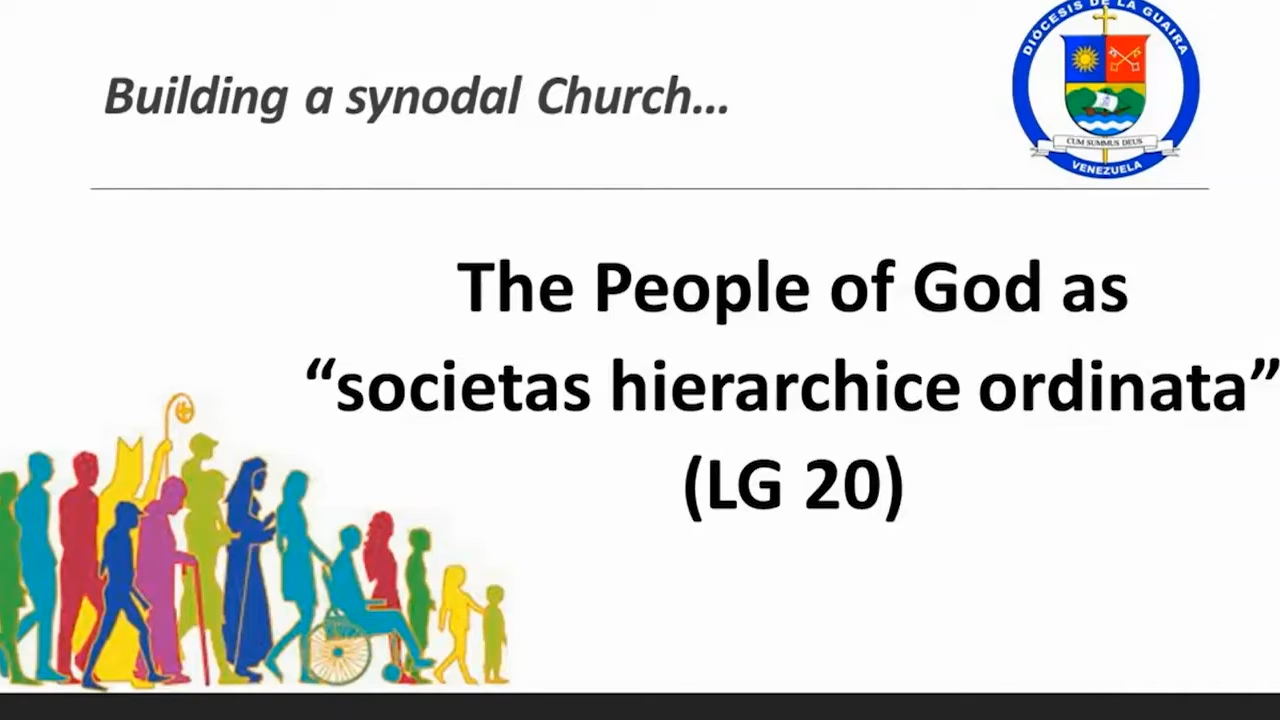 Building a synodal Church...
DIÓCESIS DE LA GUAIRA
CUM SUMMUS DEUS
VENEZUELA
The People of God as
“societas hierarchice ordinata”
(LG 20)